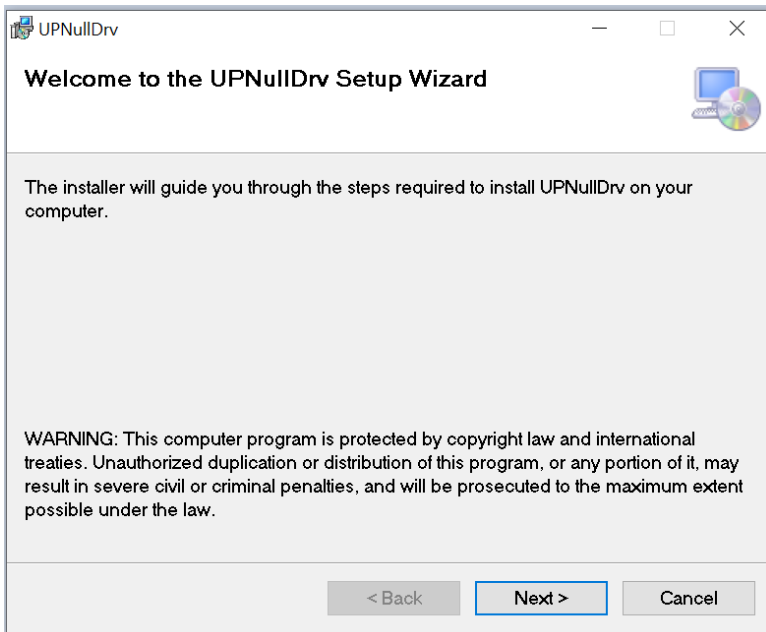 UPNullDrv
Welcome to the UPNullDrv Setup Wizard
The installer will guide you through the steps required to install UPNullDrv on your
computer.
WARNING: This computer program is protected by copyright law and international
treaties. Unauthorized duplication or distribution of this program, or any portion of it, may
result in severe civil or criminal penalties, and will be prosecuted to the maximum extent
possible under the law.
< Back Next > Cancel